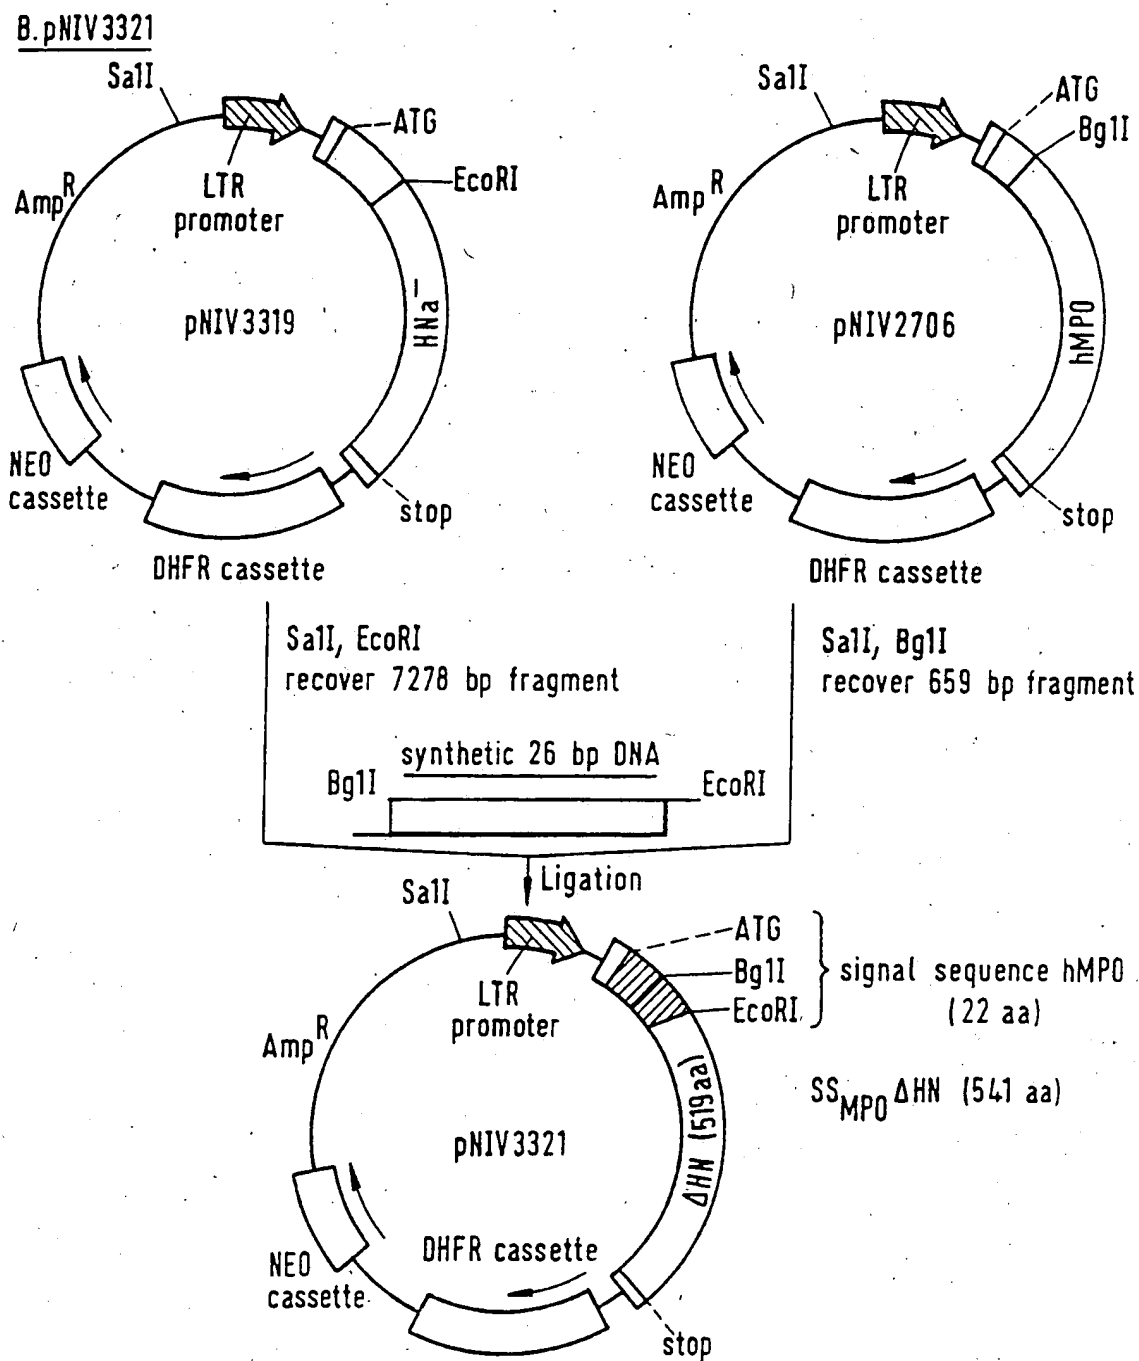 B. pNIV3321
SalI
ATG
EcoRI
LTR
promoter
Amp R
HNa⁻
pNIV3319
NEO
cassette
stop
DHFR cassette
SalI
ATG
BglI
LTR
promoter
Amp R
hMPO
pNIV2706
NEO
cassette
stop
DHFR cassette
SalI, EcoRI
recover 7278 bp fragment
SalI, BglI
recover 659 bp fragment
synthetic 26 bp DNA
BglI
EcoRI
Ligation
SalI
ATG
BglI
EcoRI
signal sequence hMPO
(22 aa)
LTR
promoter
Amp R
ΔHN (519aa)
SS MPO ΔHN (541 aa)
pNIV3321
DHFR cassette
NEO
cassette
stop